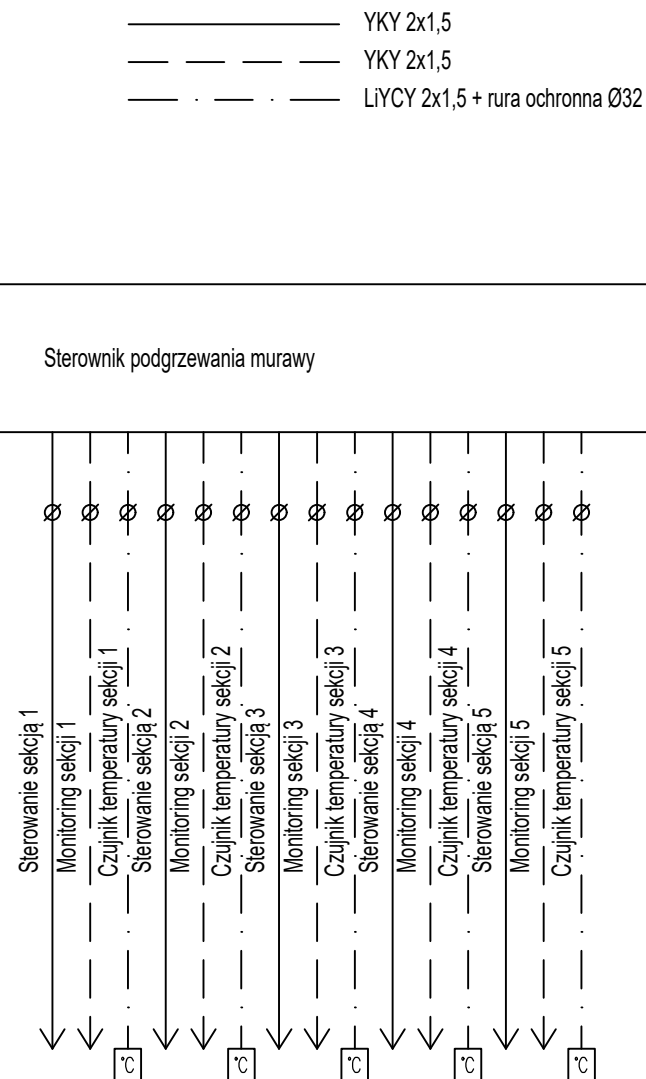 YKY 2x1,5
YKY 2x1,5
LiYCY 2x1,5 + rura ochronna Ø32
Sterownik podgrzewania murawy
Sterowanie sekcją 1
Monitoring sekcji 1
Czujnik temperatury sekcji 1
Sterowanie sekcją 2
Monitoring sekcji 2
Czujnik temperatury sekcji 2
Sterowanie sekcją 3
Monitoring sekcji 3
Czujnik temperatury sekcji 3
Sterowanie sekcją 4
Monitoring sekcji 4
Czujnik temperatury sekcji 4
Sterowanie sekcją 5
Monitoring sekcji 5
Czujnik temperatury sekcji 5
°C
°C
°C
°C
°C